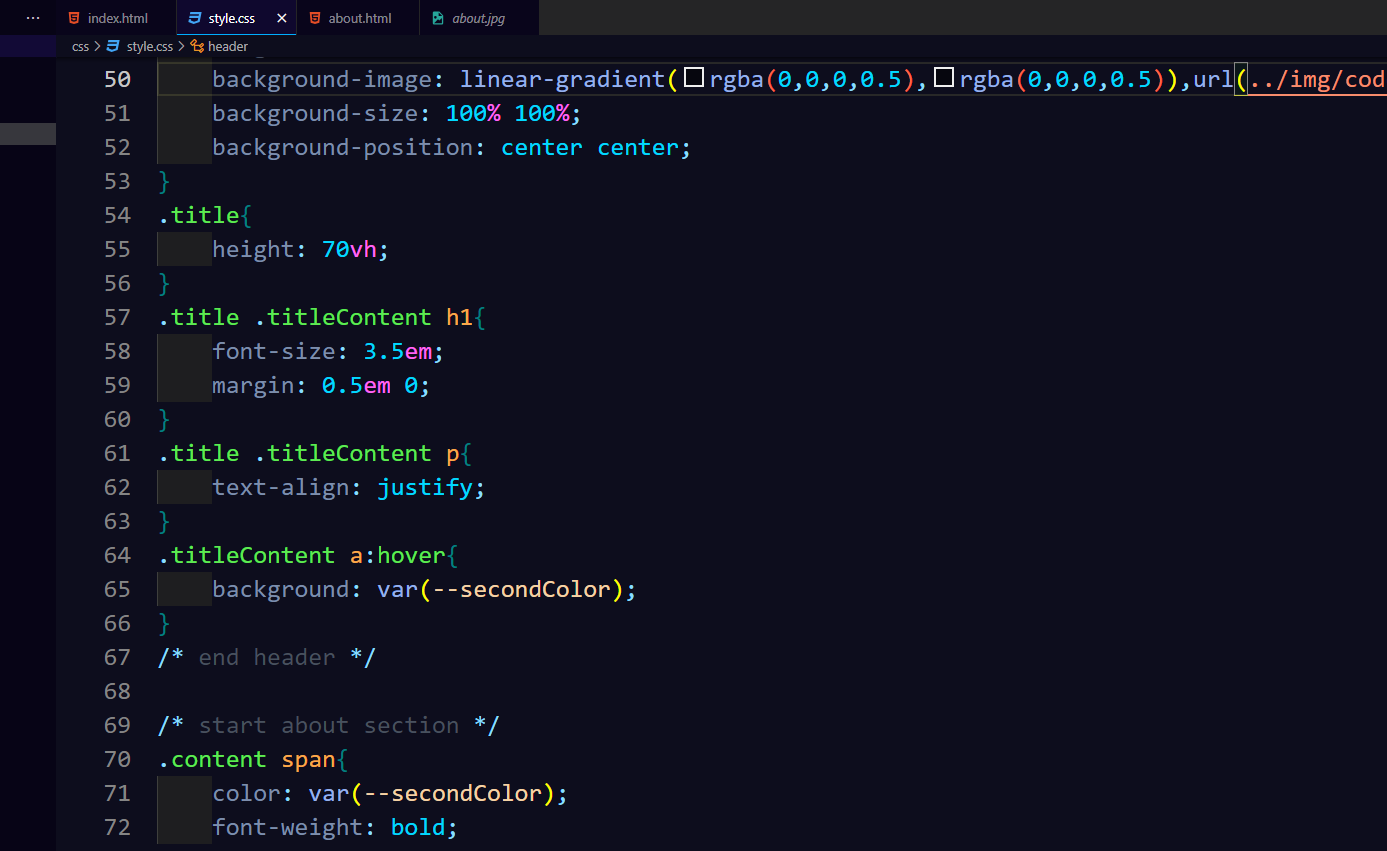 ... index.html style.css × about.html about.jpg
css > style.css > header
50 background-image: linear-gradient(rgba(0,0,0,0.5),rgba(0,0,0,0.5)),url(../img/cod
51 background-size: 100% 100%;
52 background-position: center center;
53 }
54 .title{
55 height: 70vh;
56 }
57 .title .titleContent h1{
58 font-size: 3.5em;
59 margin: 0.5em 0;
60 }
61 .title .titleContent p{
62 text-align: justify;
63 }
64 .titleContent a:hover{
65 background: var(--secondColor);
66 }
67 /* end header */
68
69 /* start about section */
70 .content span{
71 color: var(--secondColor);
72 font-weight: bold;